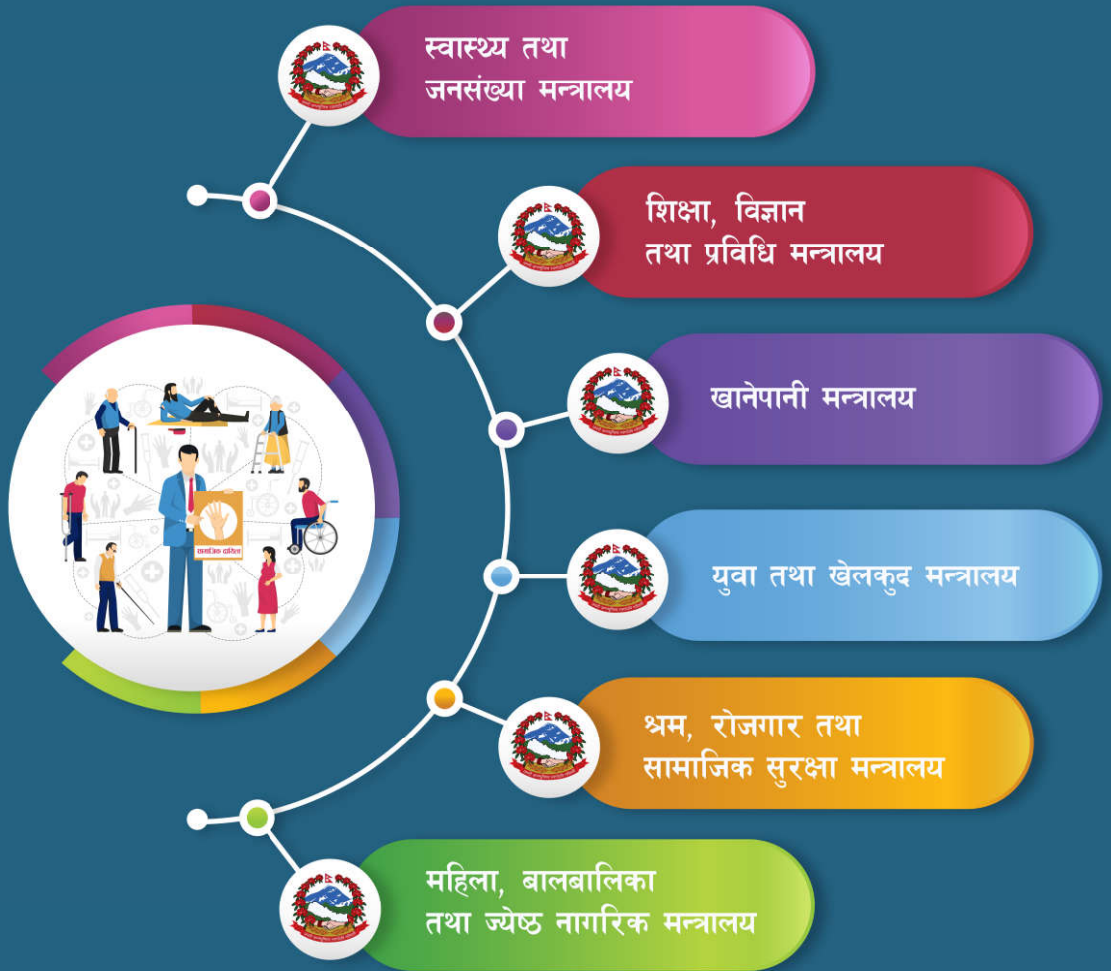 स्वास्थ्य तथा
जनसंख्या मन्त्रालय
शिक्षा, विज्ञान
तथा प्रविधि मन्त्रालय
खानेपानी मन्त्रालय
युवा तथा खेलकुद मन्त्रालय
श्रम, रोजगार तथा
सामाजिक सुरक्षा मन्त्रालय
महिला, बालबालिका
तथा ज्येष्ठ नागरिक मन्त्रालय